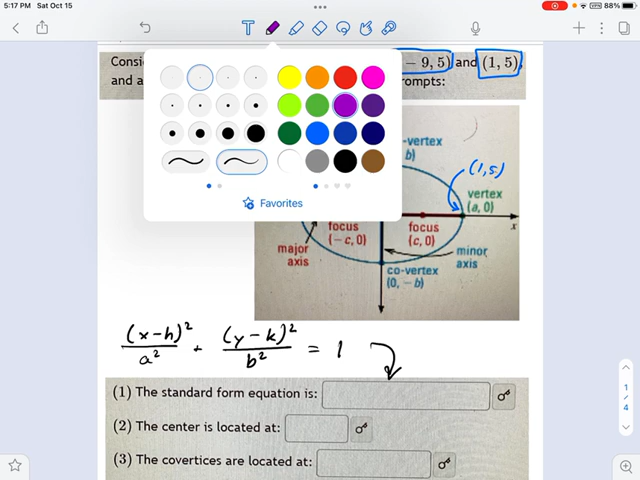 5:17 PM Sat Oct 15
88%
Consi
− 9, 5) and (1, 5),
and a
ompts:
-vertex
b)
(1,5)
vertex
(a, 0)
x
focus
(−c, 0)
focus
(c, 0)
major
axis
minor
axis
co-vertex
(0, −b)
Favorites
(x-h)²/a² + (y-k)²/b² = 1
(1) The standard form equation is:
(2) The center is located at:
(3) The covertices are located at:
1
/
4